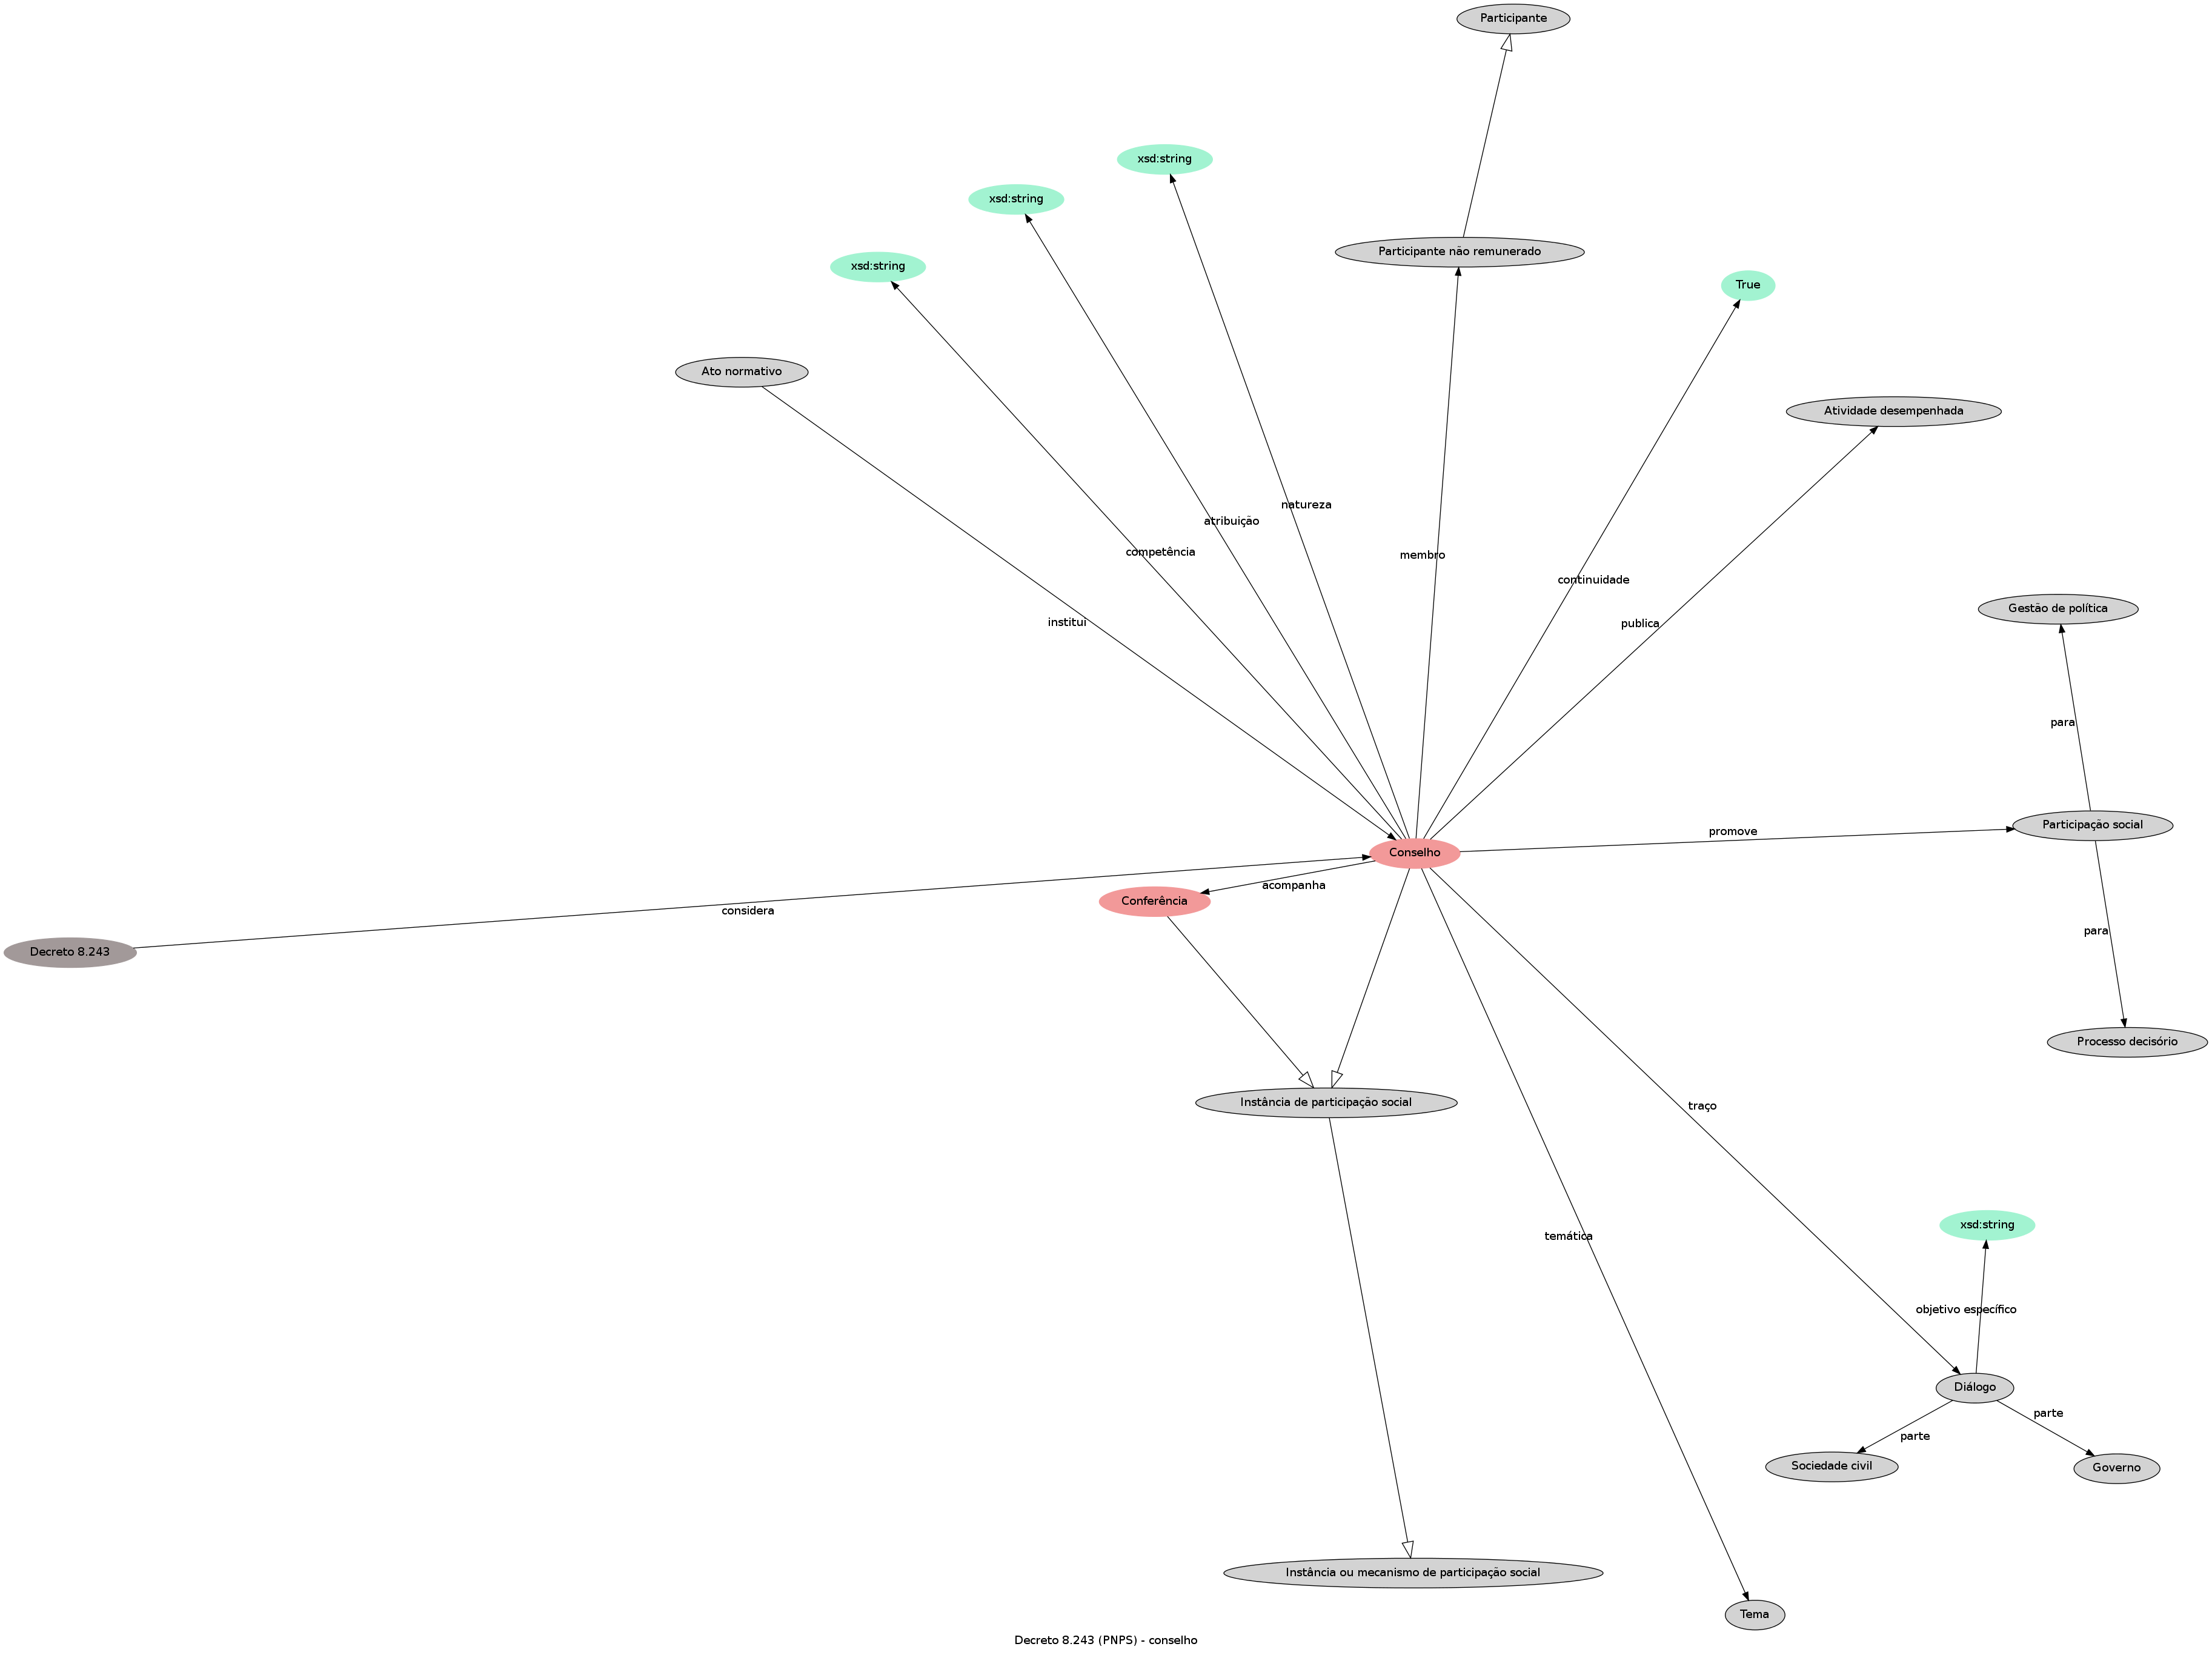 Participante
xsd:string
xsd:string
Participante não remunerado
xsd:string
True
Ato normativo
Atividade desempenhada
natureza
atribuição
competência
membro
continuidade
institui
publica
Gestão de política
para
Participação social
promove
Conselho
acompanha
Conferência
considera
Decreto 8.243
para
Processo decisório
Instância de participação social
traço
temática
xsd:string
objetivo específico
Diálogo
parte
parte
Sociedade civil
Governo
Instância ou mecanismo de participação social
Tema
Decreto 8.243 (PNPS) - conselho